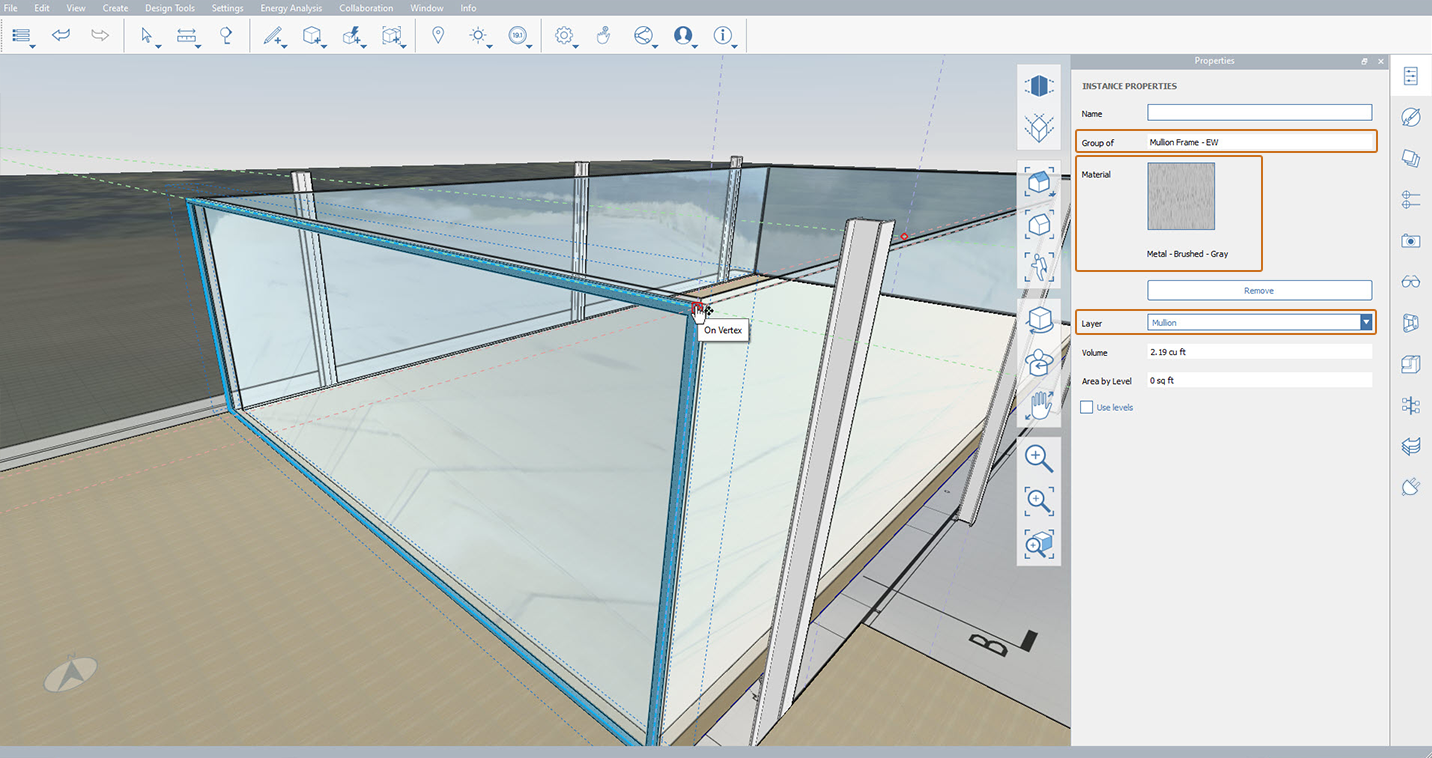 File Edit View Create Design Tools Settings Energy Analysis Collaboration Window Info
19.1
Properties
INSTANCE PROPERTIES
Name
Group of Mullion Frame - EW
Material
Metal - Brushed - Gray
Remove
Layer Mullion
Volume 2.19 cu ft
Area by Level 0 sq ft
Use levels
On Vertex
B